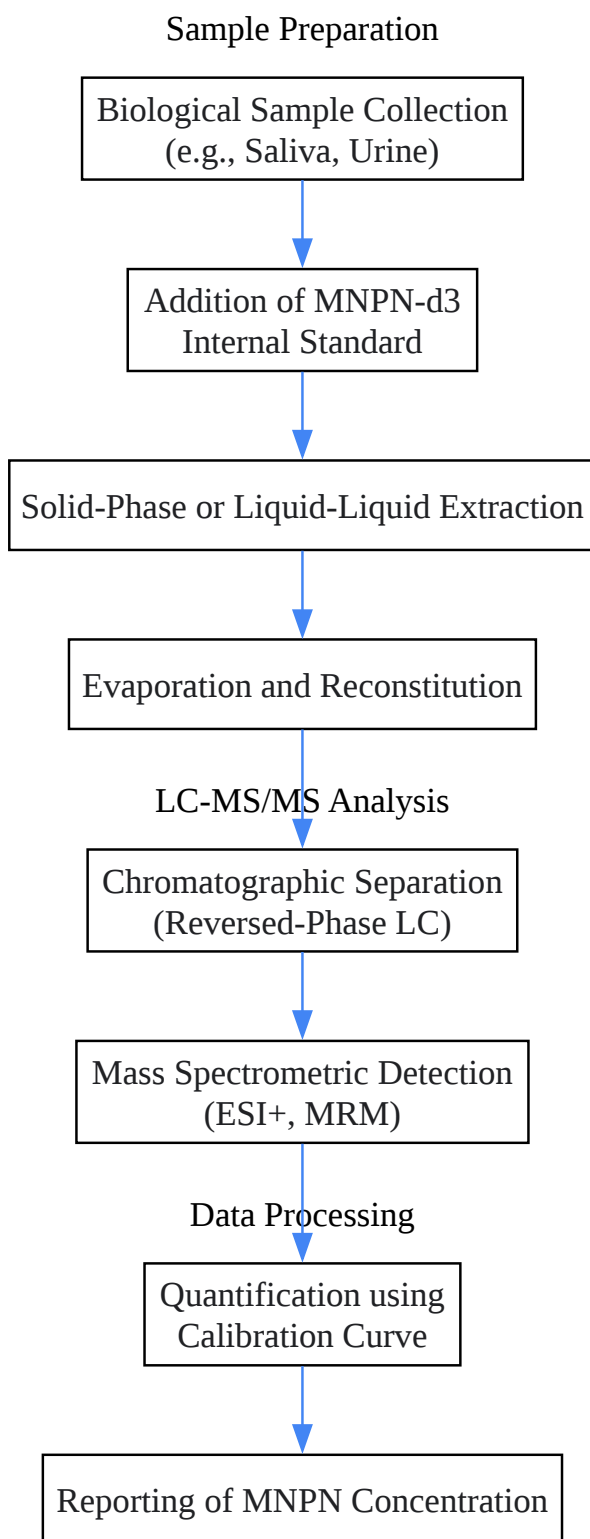 Sample Preparation
Biological Sample Collection
(e.g., Saliva, Urine)
Addition of MNPN-d3
Internal Standard
Solid-Phase or Liquid-Liquid Extraction
Evaporation and Reconstitution
LC-MS/MS Analysis
Chromatographic Separation
(Reversed-Phase LC)
Mass Spectrometric Detection
(ESI+, MRM)
Data Processing
Quantification using
Calibration Curve
Reporting of MNPN Concentration